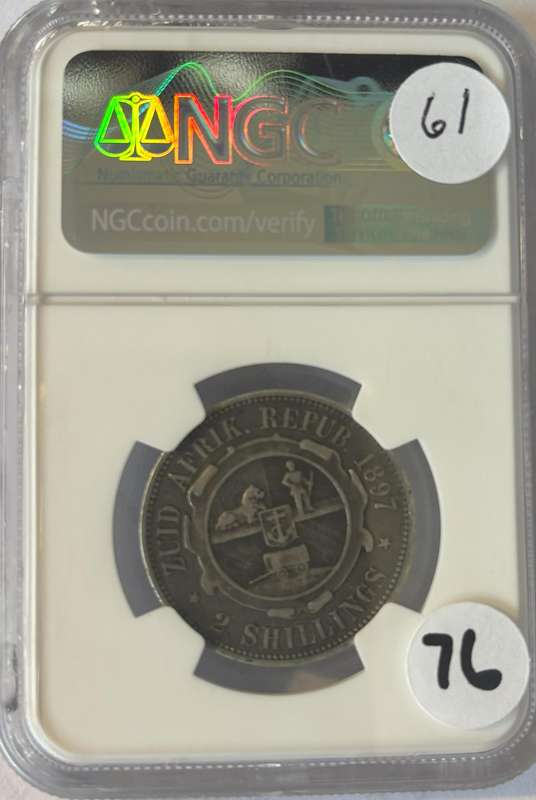 NGC
61
Numismatic Guaranty Corporation
NGCcoin.com/verify
ZUID AFRIK. REPUB. 1897
2 SHILLINGS
76